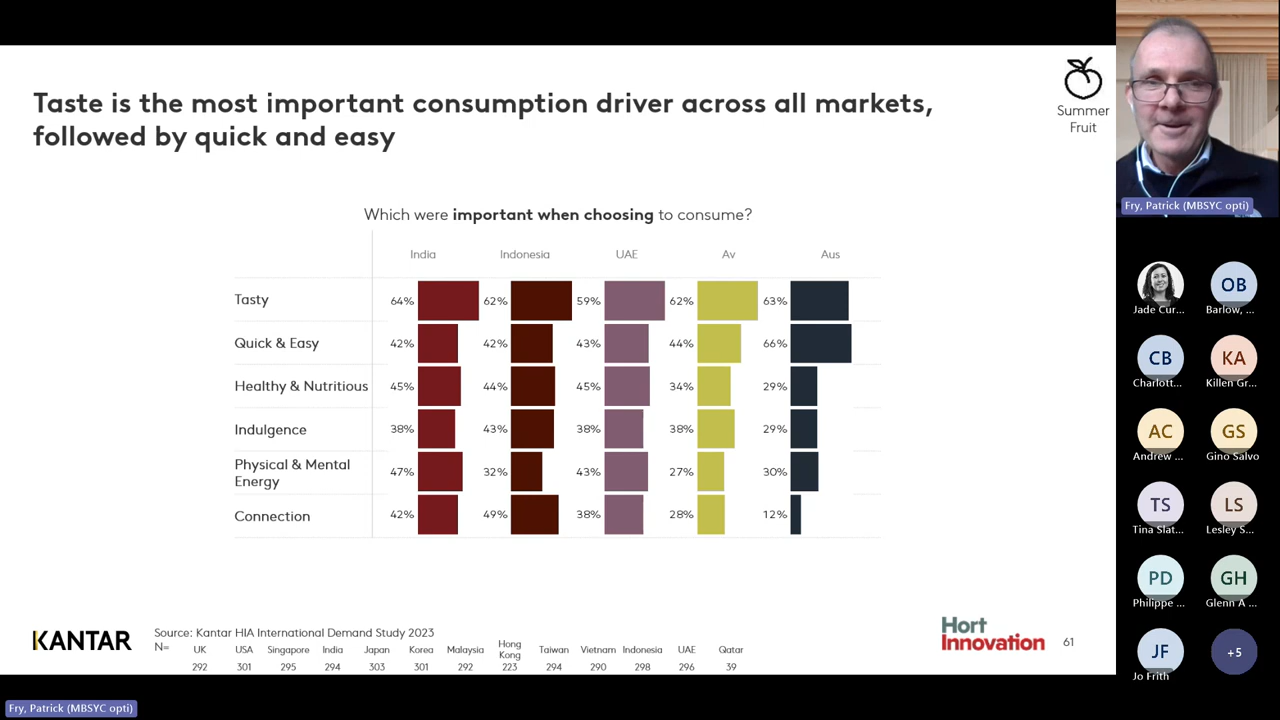 Taste is the most important consumption driver across all markets,
followed by quick and easy
Summer
Fruit
Which were important when choosing to consume?
India Indonesia UAE Av Aus
Tasty 64% 62% 59% 62% 63%
Quick & Easy 42% 42% 43% 44% 66%
Healthy & Nutritious 45% 44% 45% 34% 29%
Indulgence 38% 43% 38% 38% 29%
Physical & Mental
Energy 47% 32% 43% 27% 30%
Connection 42% 49% 38% 28% 12%
KANTAR
Source: Kantar HIA International Demand Study 2023
N= UK USA Singapore India Japan Korea Malaysia Hong Kong Taiwan Vietnam Indonesia UAE Qatar
292 301 295 294 303 301 292 223 294 290 298 296 39
Hort
Innovation
61
Fry, Patrick (MBSYC opti)
OB
Jade Cur... Barlow, ...
CB KA
Charlott... Killen Gr...
AC GS
Andrew ... Gino Salvo
TS LS
Tina Slat... Lesley S...
PD GH
Philippe ... Glenn A ...
JF +5
Jo Frith
Fry, Patrick (MBSYC opti)